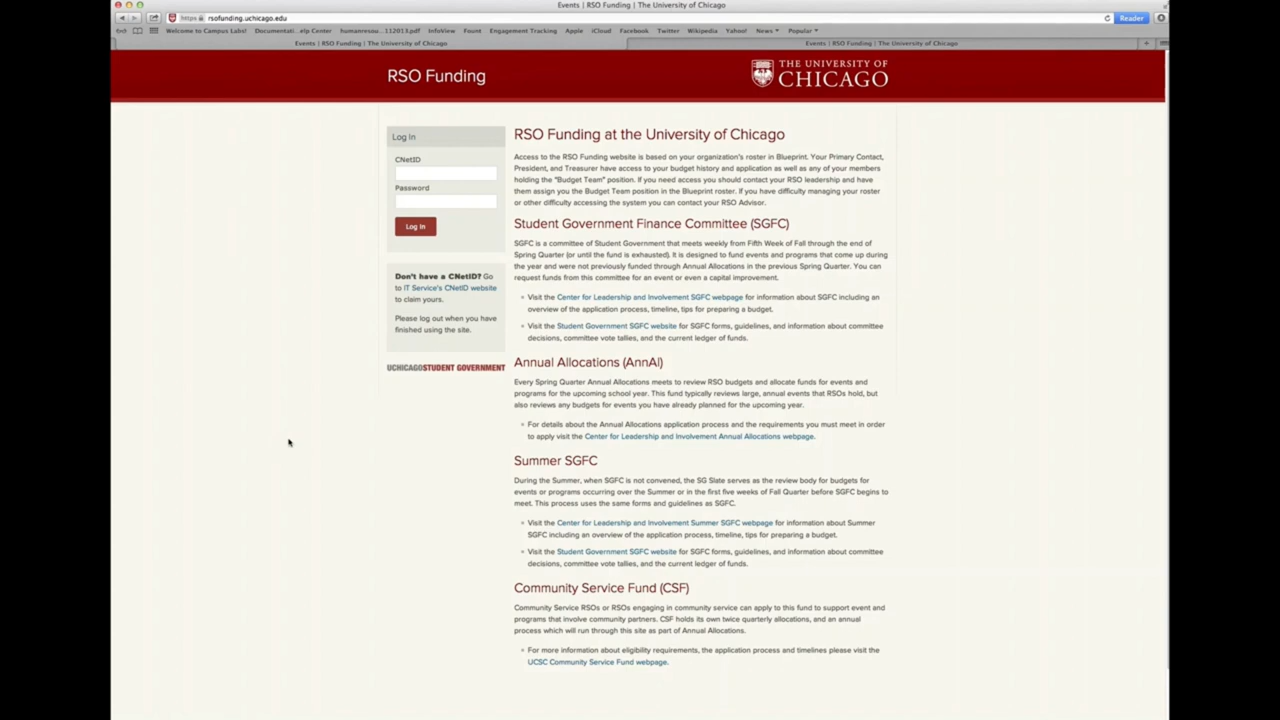 Events | RSO Funding | The University of Chicago
https rsofunding.uchicago.edu
Reader
Welcome to Campus Labs! Documentati...elp Center humanresou...112013.pdf InfoView Fount Engagement Tracking Apple iCloud Facebook Twitter Wikipedia Yahoo! News Popular
Events | RSO Funding | The University of Chicago
Events | RSO Funding | The University of Chicago
RSO Funding
THE UNIVERSITY OF
CHICAGO
Log In
CNetID
Password
Log In
Don't have a CNetID? Go
to IT Service's CNetID website
to claim yours.
Please log out when you have
finished using the site.
UCHICAGOSTUDENT GOVERNMENT
RSO Funding at the University of Chicago
Access to the RSO Funding website is based on your organization's roster in Blueprint. Your Primary Contact,
President, and Treasurer have access to your budget history and application as well as any of your members
holding the "Budget Team" position. if you need access you should contact your RSO leadership and have
them assign you the Budget Team position in the Blueprint roster. If you have difficulty managing your roster
or other difficulty accessing the system you can contact your RSO Advisor.
Student Government Finance Committee (SGFC)
SGFC is a committee of Student Government that meets weekly from Fifth Week of Fall through the end of
Spring Quarter (or until the fund is exhausted). It is designed to fund events and programs that come up during
the year and were not previously funded through Annual Allocations in the previous Spring Quarter. You can
request funds from this committee for an event or even a capital improvement.
Visit the Center for Leadership and Involvement SGFC webpage for information about SGFC including an
overview of the application process, timeline, tips for preparing a budget.
Visit the Student Government SGFC website for SGFC forms, guidelines, and information about committee
decisions, committee vote tallies, and the current ledger of funds.
Annual Allocations (AnnAl)
Every Spring Quarter Annual Allocations meets to review RSO budgets and allocate funds for events and
programs for the upcoming school year. This fund typically reviews large, annual events that RSOs hold, but
also reviews any budgets for events you have already planned for the upcoming year.
For details about the Annual Allocations application process and the requirements you must meet in order
to apply visit the Center for Leadership and Involvement Annual Allocations webpage.
Summer SGFC
During the Summer, when SGFC is not convened, the SG Slate serves as the review body for budgets for
events or programs occurring over the Summer or in the first five weeks of Fall Quarter before SGFC begins to
meet. This process uses the same forms and guidelines as SGFC.
Visit the Center for Leadership and Involvement Summer SGFC webpage for information about Summer
SGFC including an overview of the application process, timeline, tips for preparing a budget.
Visit the Student Government SGFC website for SGFC forms, guidelines, and information about committee
decisions, committee vote tallies, and the current ledger of funds.
Community Service Fund (CSF)
Community Service RSOs or RSOs engaging in community service can apply to this fund to support event and
programs that involve community partners. CSF holds its own twice quarterly allocations, and an annual
process which will run through this site as part of Annual Allocations.
For more information about eligibility requirements, the application process and timelines please visit the
UCSC Community Service Fund webpage.